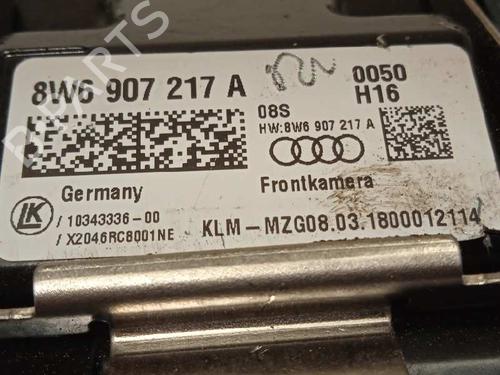 8W6 907 217 A
0050
H16
08S
HW:8W6 907 217 A
Germany
Frontkamera
LK
/ 10343336-00
/X2046RC8001NE
KLM-MZG08.03.1800012114